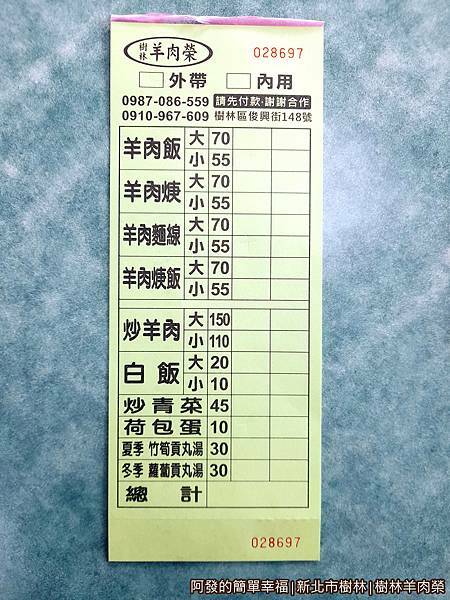 樹林 羊肉榮
028697
□外帶 □內用
0987-086-559 請先付款‧謝謝合作
0910-967-609 樹林區俊興街148號
羊肉飯 大 70
小 55
羊肉焿 大 70
小 55
羊肉麵線 大 70
小 55
羊肉焿飯 大 70
小 55
炒羊肉 大 150
小 110
白飯 大 20
小 10
炒青菜 45
荷包蛋 10
夏季 竹筍貢丸湯 30
冬季 蘿蔔貢丸湯 30
總計
028697
阿發的簡單幸福|新北市樹林|樹林羊肉榮